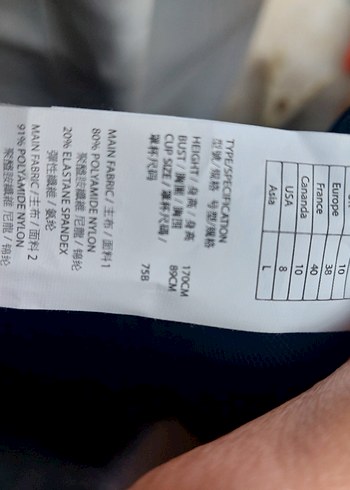 10
Europe 38
France 40
Cananda 10
USA 8
Asia L
TYPE/SPECIFICATION
型號/規格 号型/规格
HEIGHT / 身高 / 身高 170CM
BUST / 胸圍 / 胸围 89CM
CUP SIZE / 罩杯尺碼 /
罩杯尺码 75B
MAIN FABRIC / 主布 / 面料 1
80% POLYAMIDE NYLON
聚醯胺纖維 尼龍 / 锦纶
20% ELASTANE SPANDEX
彈性纖維 / 氨纶
MAIN FABRIC / 主布 / 面料 2
91% POLYAMIDE NYLON
聚醯胺纖維 尼龍 / 锦纶